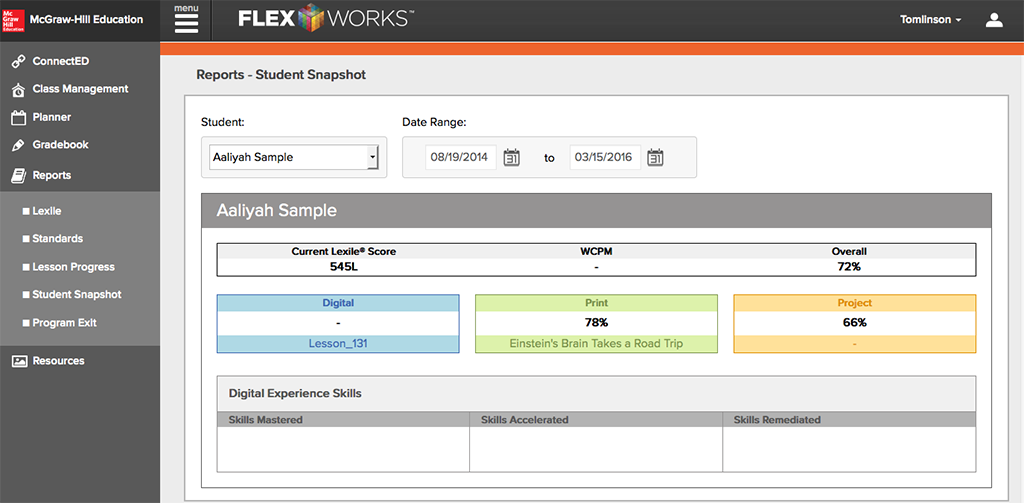 Mc
Graw
Hill
Education
McGraw-Hill Education
menu
FLEX WORKS™
Tomlinson
ConnectED
Class Management
Planner
Gradebook
Reports
Lexile
Standards
Lesson Progress
Student Snapshot
Program Exit
Resources
Reports - Student Snapshot
Student:
Date Range:
Aaliyah Sample
08/19/2014
31
to
03/15/2016
31
Aaliyah Sample
Current Lexile® Score WCPM Overall
545L - 72%
Digital Print Project
- 78% 66%
Lesson_131 Einstein's Brain Takes a Road Trip -
Digital Experience Skills
Skills Mastered Skills Accelerated Skills Remediated